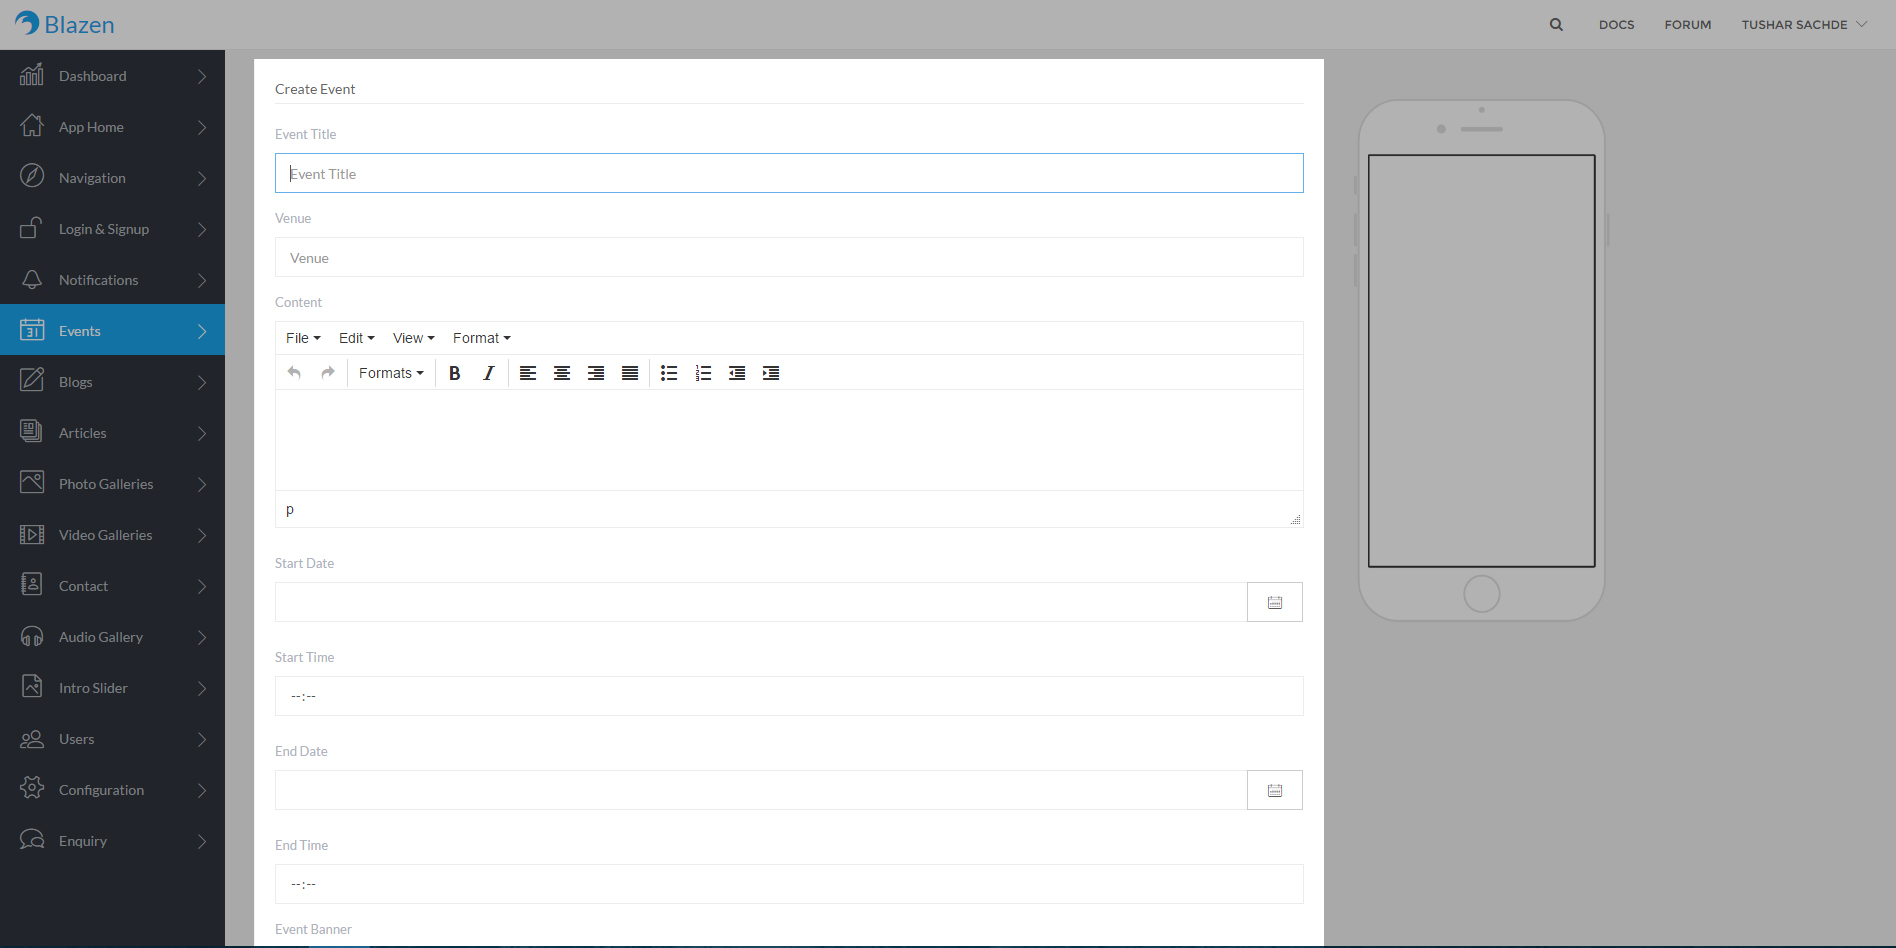 Blazen
DOCS
FORUM
TUSHAR SACHDE
Dashboard
App Home
Navigation
Login & Signup
Notifications
31
Events
Blogs
Articles
Photo Galleries
Video Galleries
Contact
Audio Gallery
Intro Slider
Users
Configuration
Enquiry
Create Event
Event Title
Event Title
Venue
Venue
Content
File Edit View Format
Formats B I
p
Start Date
Start Time
--:--
End Date
End Time
--:--
Event Banner